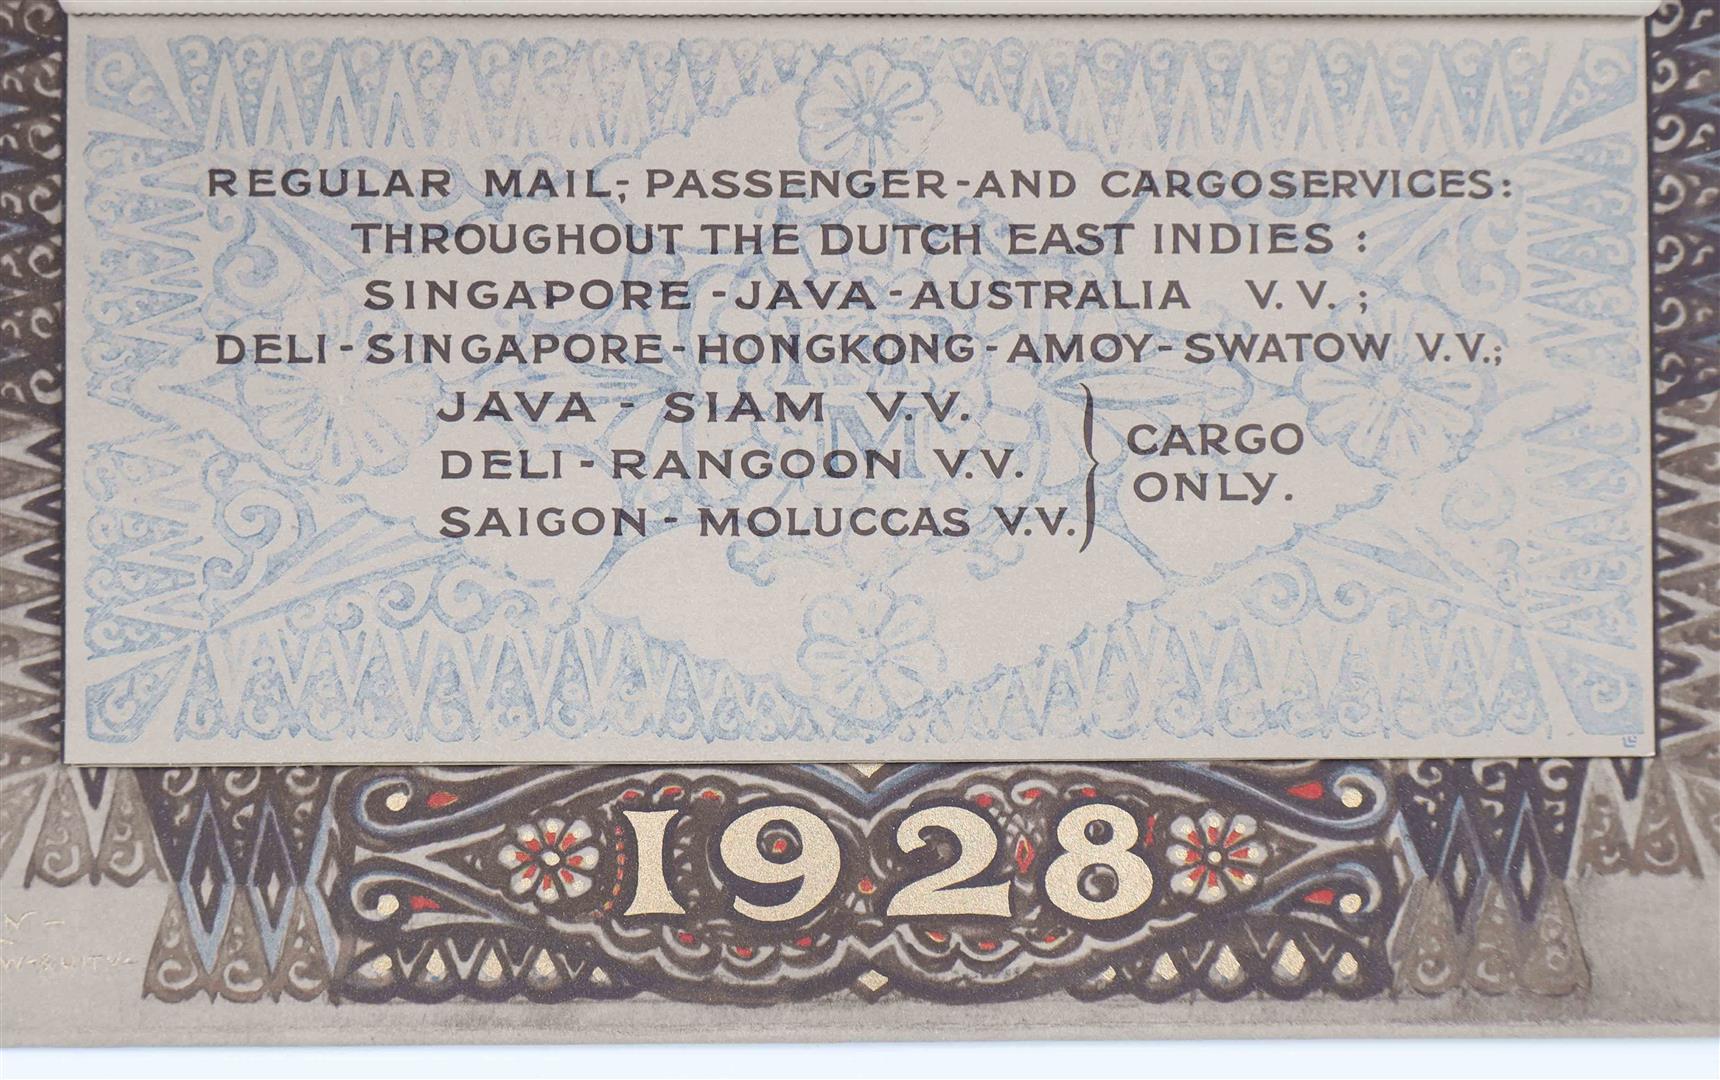 REGULAR MAIL-, PASSENGER-AND CARGOSERVICES:
THROUGHOUT THE DUTCH EAST INDIES :
SINGAPORE-JAVA-AUSTRALIA V.V. ;
DELI-SINGAPORE-HONGKONG-AMOY-SWATOW V.V.;
JAVA - SIAM V.V.
DELI-RANGOON V.V.
SAIGON- MOLUCCAS V.V.
CARGO
ONLY.
1928